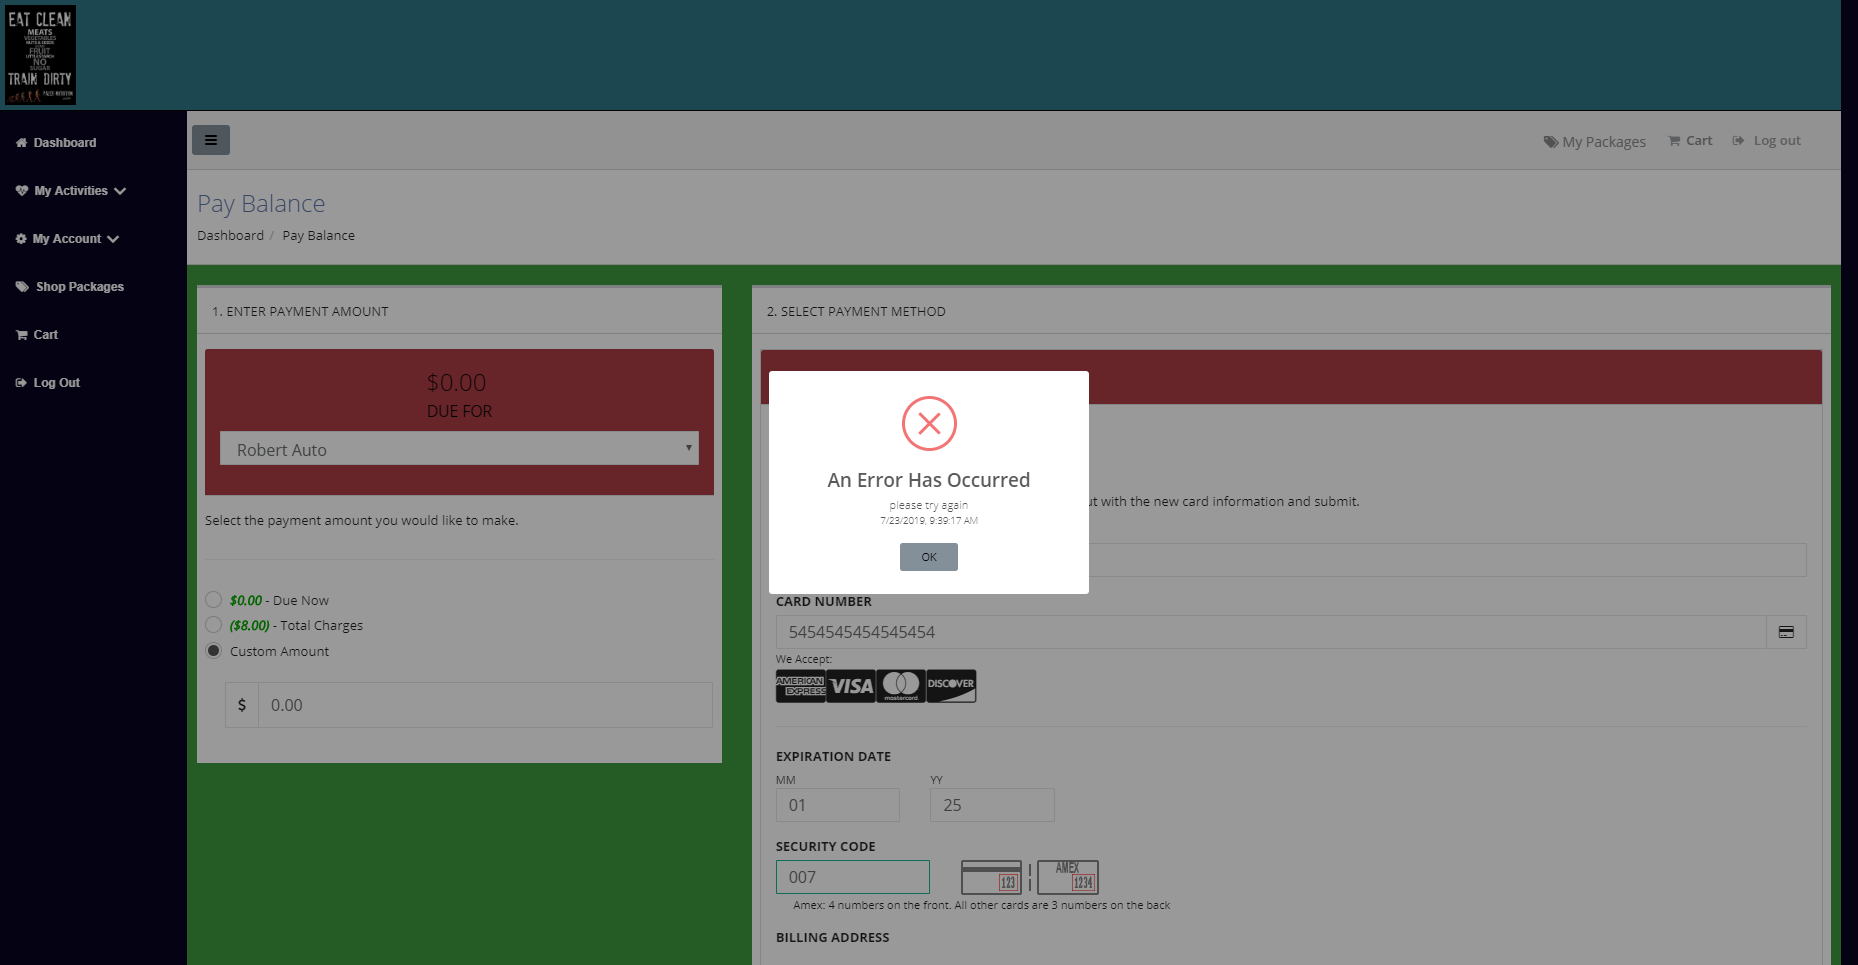 EAT CLEAN
MEATS
VEGETABLES
NUTS & SEEDS
FRUIT
LITTLE STARCH
NO
SUGAR
TRAIN DIRTY
My Packages
Cart
Log out
Dashboard
My Activities
My Account
Shop Packages
Cart
Log Out
Pay Balance
Dashboard / Pay Balance
1. ENTER PAYMENT AMOUNT
$0.00
DUE FOR
Robert Auto
Select the payment amount you would like to make.
$0.00 - Due Now
($8.00) - Total Charges
Custom Amount
$ 0.00
2. SELECT PAYMENT METHOD
An Error Has Occurred
please try again
7/23/2019, 9:39:17 AM
OK
ut with the new card information and submit.
CARD NUMBER
5454545454545454
We Accept:
AMERICAN EXPRESS VISA mastercard DISCOVER
EXPIRATION DATE
MM YY
01 25
SECURITY CODE
007
123
AMEX
1234
Amex: 4 numbers on the front. All other cards are 3 numbers on the back
BILLING ADDRESS